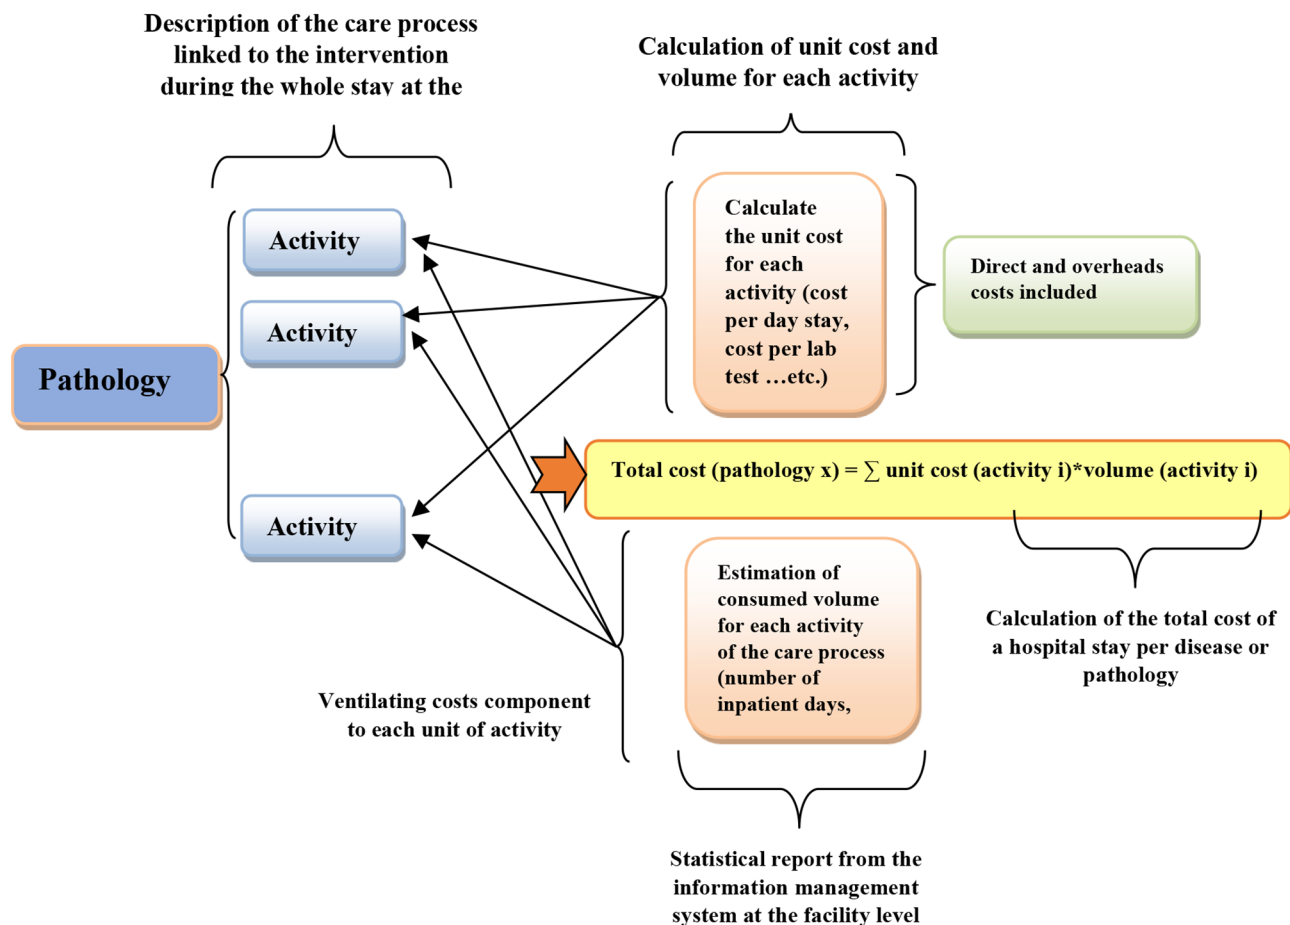 Description of the care process
linked to the intervention
during the whole stay at the
Calculation of unit cost and
volume for each activity
Pathology
Activity
Activity
Activity
Calculate
the unit cost
for each
activity (cost
per day stay,
cost per lab
test …etc.)
Direct and overheads
costs included
Total cost (pathology x) = ∑ unit cost (activity i)*volume (activity i)
Estimation of
consumed volume
for each activity
of the care process
(number of
inpatient days,
Calculation of the total cost of
a hospital stay per disease or
pathology
Ventilating costs component
to each unit of activity
Statistical report from the
information management
system at the facility level